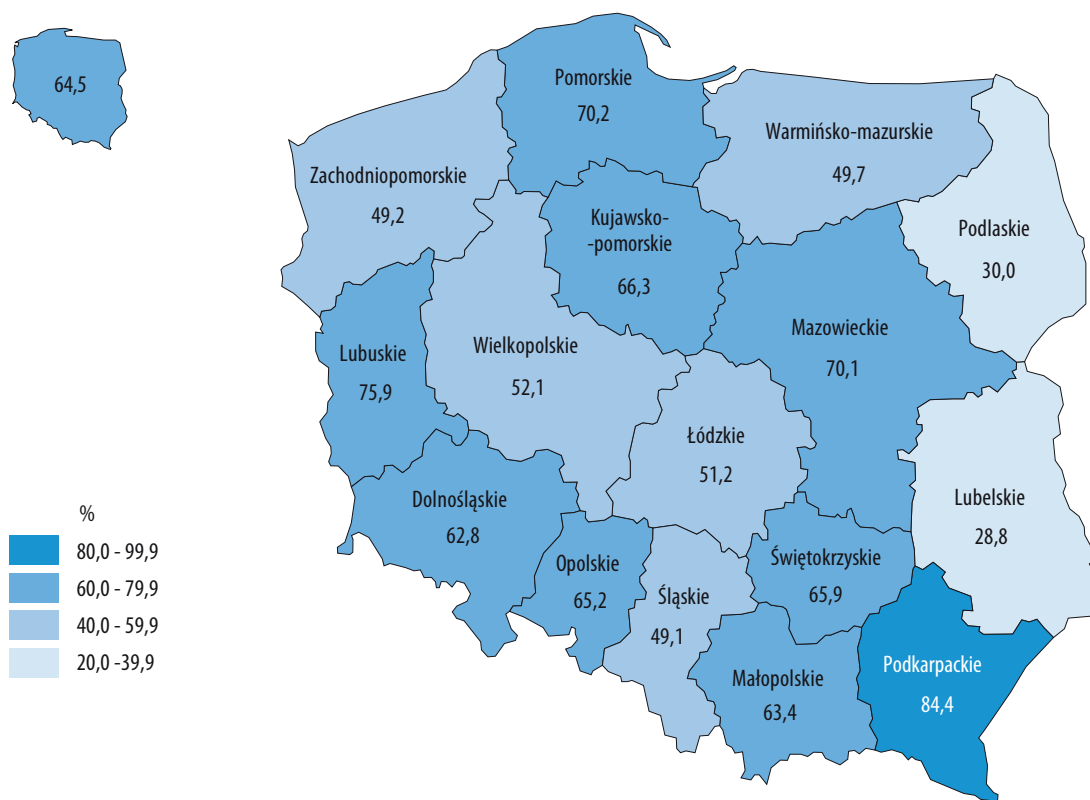 64,5
Pomorskie
70,2
Warmińsko-mazurskie
49,7
Zachodniopomorskie
49,2
Kujawsko-
-pomorskie
66,3
Podlaskie
30,0
Mazowieckie
70,1
Wielkopolskie
52,1
Lubuskie
75,9
Łódzkie
51,2
Lubelskie
28,8
Dolnośląskie
62,8
Opolskie
65,2
Śląskie
49,1
Świętokrzyskie
65,9
Małopolskie
63,4
Podkarpackie
84,4
%
80,0 - 99,9
60,0 - 79,9
40,0 - 59,9
20,0 -39,9